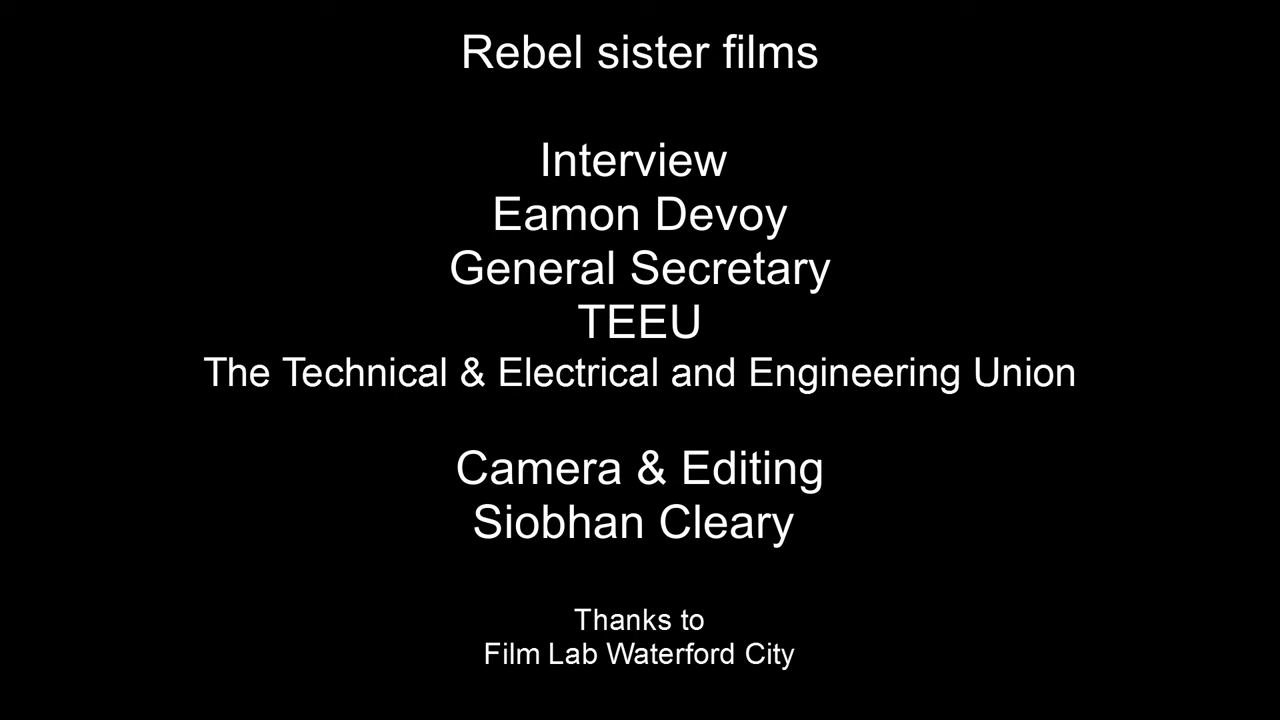 Rebel sister films
Interview
Eamon Devoy
General Secretary
TEEU
The Technical & Electrical and Engineering Union
Camera & Editing
Siobhan Cleary
Thanks to
Film Lab Waterford City